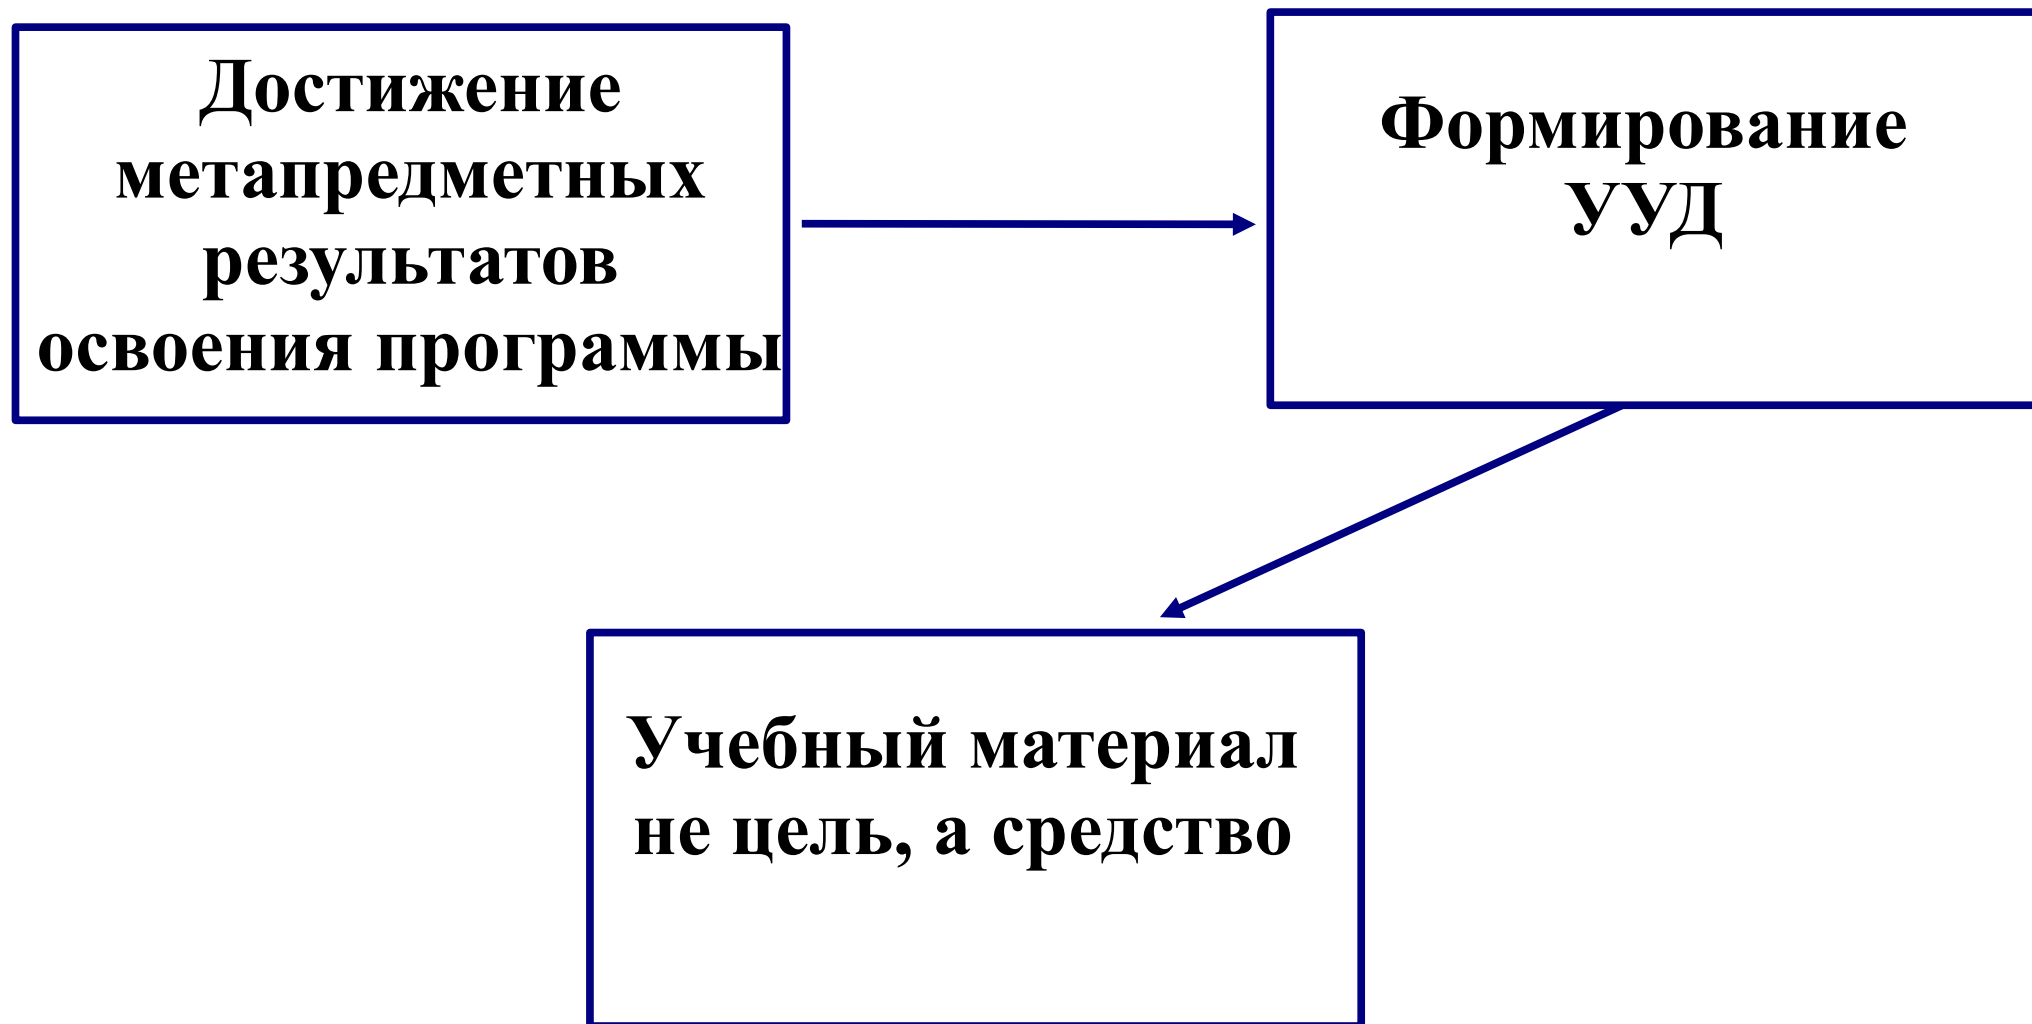 Достижение
метапредметных
результатов
освоения программы
Формирование
УУД
Учебный материал
не цель, а средство